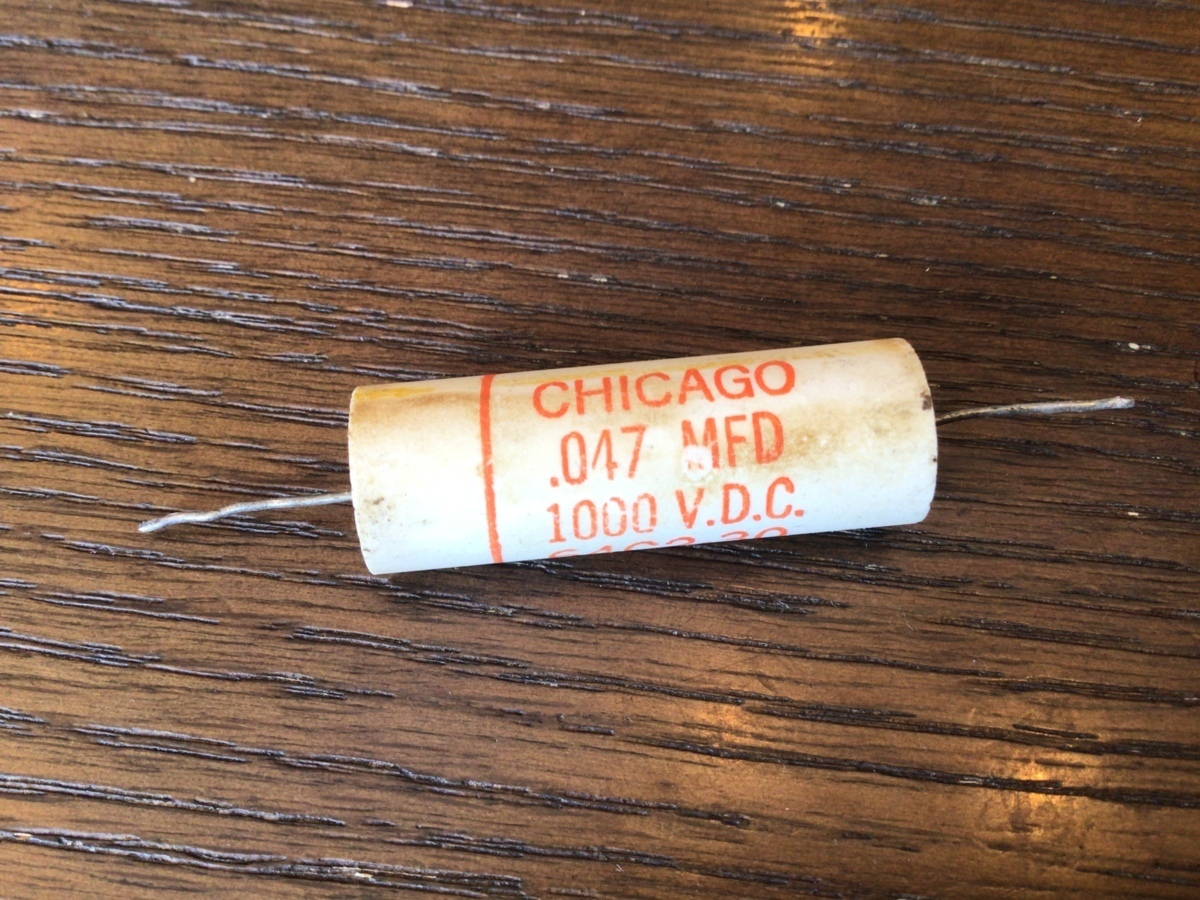 CHICAGO
.047 MFD
1000 V.D.C.